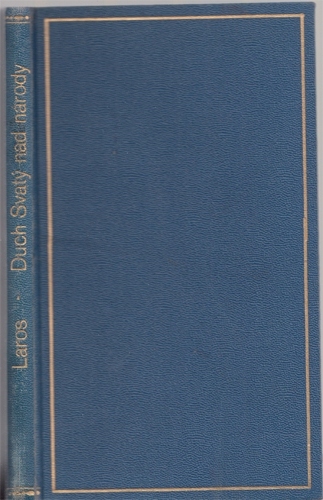 Laros - Duch Svatý nad národy